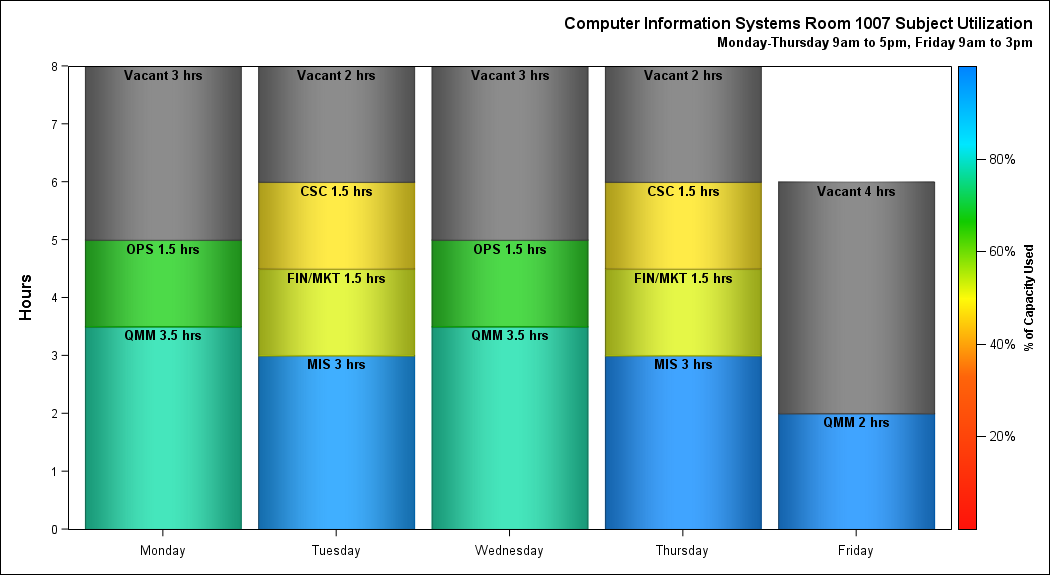 Computer Information Systems Room 1007 Subject Utilization
Monday-Thursday 9am to 5pm, Friday 9am to 3pm
Hours
8
7
6
5
4
3
2
1
0
Vacant 3 hrs
OPS 1.5 hrs
QMM 3.5 hrs
Vacant 2 hrs
CSC 1.5 hrs
FIN/MKT 1.5 hrs
MIS 3 hrs
Vacant 3 hrs
OPS 1.5 hrs
QMM 3.5 hrs
Vacant 2 hrs
CSC 1.5 hrs
FIN/MKT 1.5 hrs
MIS 3 hrs
Vacant 4 hrs
QMM 2 hrs
Monday
Tuesday
Wednesday
Thursday
Friday
80%
60%
40%
20%
% of Capacity Used